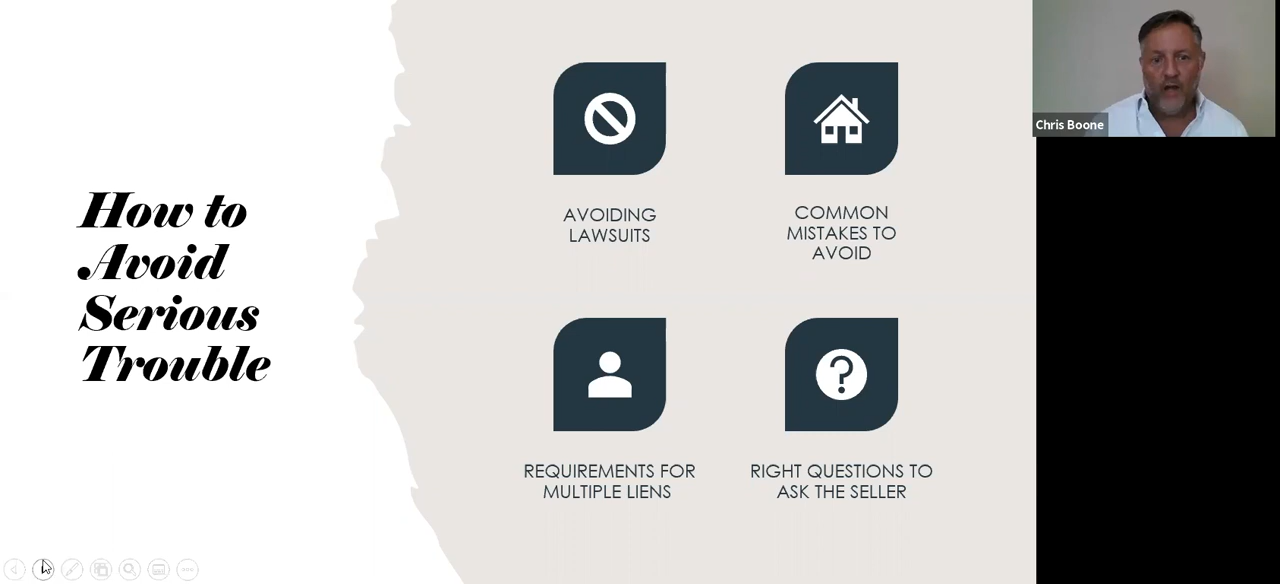 How to
Avoid
Serious
Trouble
AVOIDING
LAWSUITS
COMMON
MISTAKES TO
AVOID
REQUIREMENTS FOR
MULTIPLE LIENS
RIGHT QUESTIONS TO
ASK THE SELLER
Chris Boone